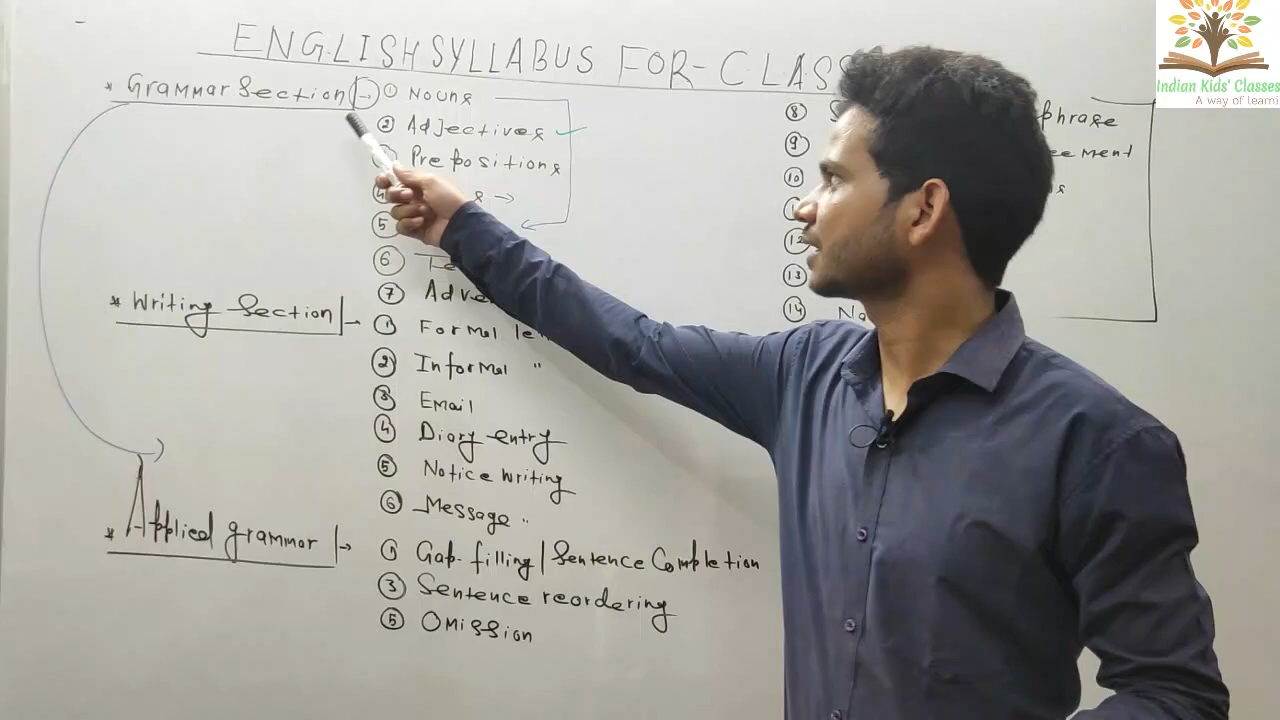 ENGLISH SYLLABUS FOR - CLASS
* Grammar Section → ① Nouns
② Adjectives
Prepositions
④
⑤
⑥ Te
⑦ Adve
⑧ S phrase
⑨ eement
⑩ s
⑫
⑬
⑭ No
* Writing Section → ① Formal le
② Informal "
③ Email
④ Diary entry
⑤ Notice writing
⑥ Message "
* Applied grammar → ① Gap-filling/Sentence Completion
③ Sentence reordering
⑤ Omission
Indian Kids' Classes
A way of learni